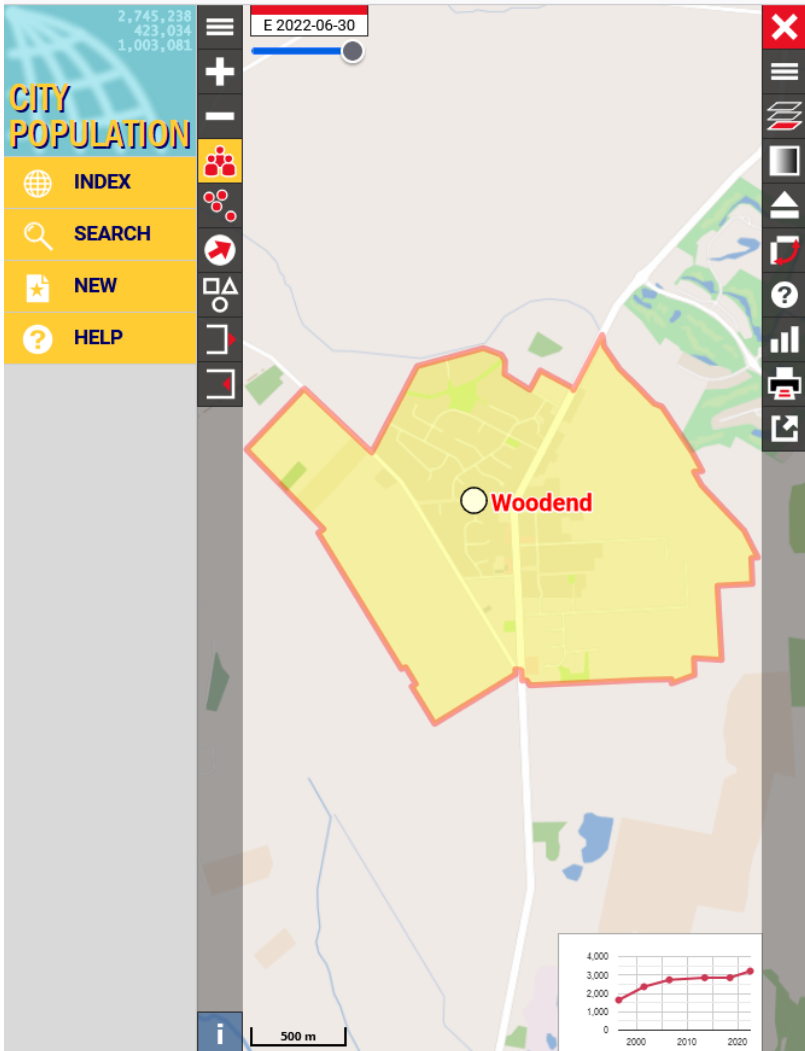 2,745,238
423,034
1,003,081
CITY
POPULATION
INDEX
SEARCH
NEW
HELP
E 2022-06-30
Woodend
500 m
4,000
3,000
2,000
1,000
0
2000
2010
2020